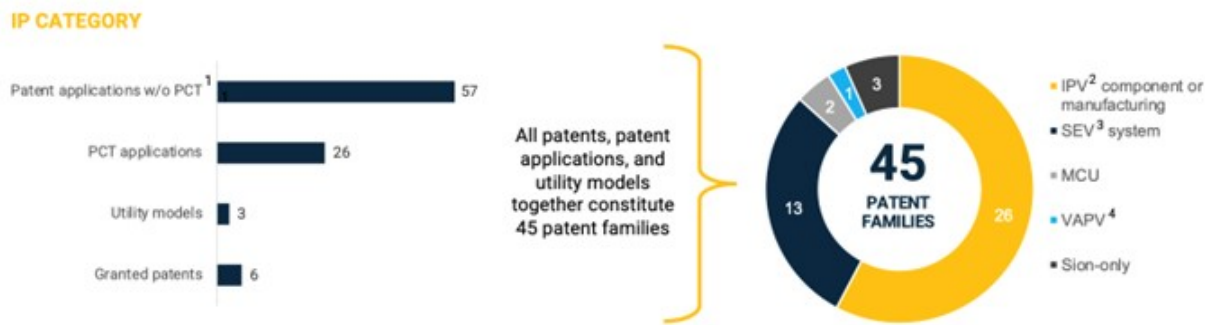 IP CATEGORY
Patent applications w/o PCT 1
57
PCT applications
26
Utility models
3
Granted patents
6
All patents, patent
applications, and
utility models
together constitute
45 patent families
3
1
2
13
26
45
PATENT
FAMILIES
IPV2 component or
manufacturing
SEV3 system
MCU
VAPV4
Sion-only